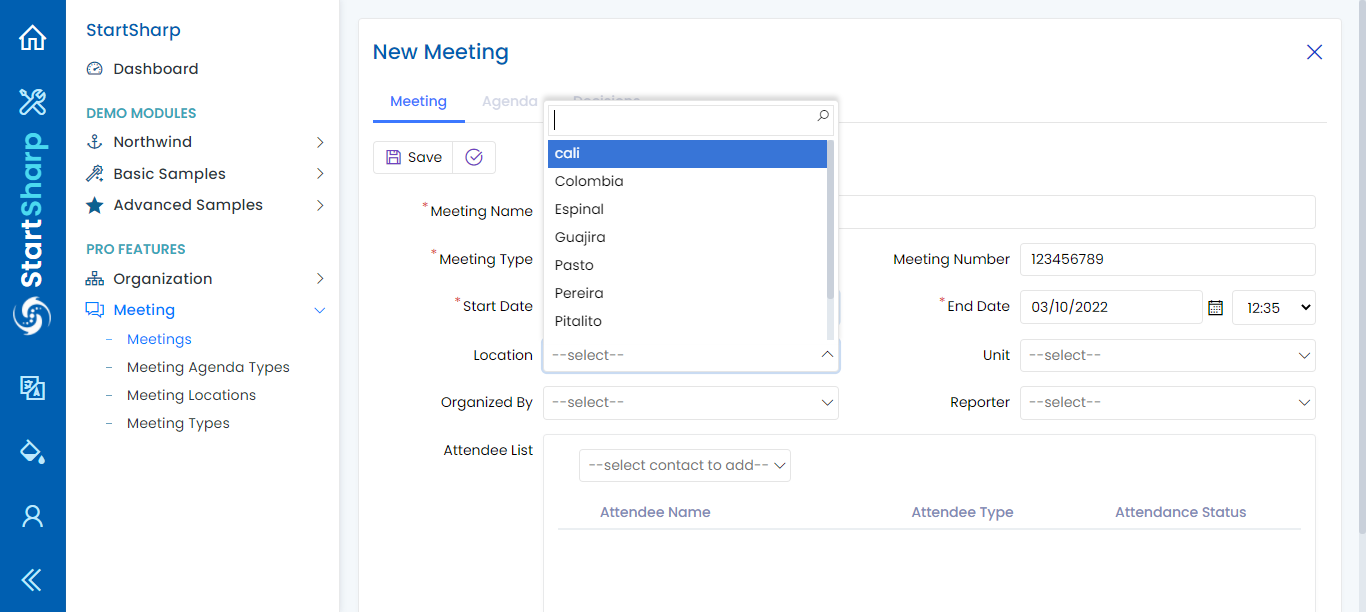 StartSharp
StartSharp
Dashboard
DEMO MODULES
Northwind
Basic Samples
Advanced Samples
PRO FEATURES
Organization
Meeting
Meetings
Meeting Agenda Types
Meeting Locations
Meeting Types
New Meeting
Meeting
Agenda
Decisions
Save
cali
Colombia
Espinal
Guajira
Pasto
Pereira
Pitalito
*Meeting Name
*Meeting Type
Meeting Number
123456789
*Start Date
*End Date
03/10/2022
12:35
Location
--select--
Unit
--select--
Organized By
--select--
Reporter
--select--
Attendee List
--select contact to add--
Attendee Name
Attendee Type
Attendance Status